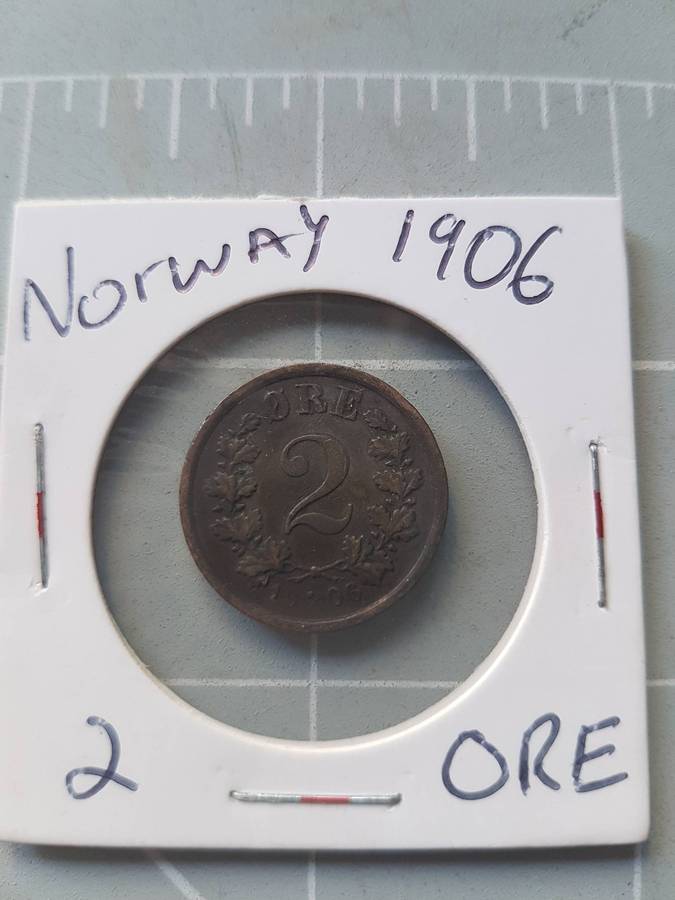 Norway 1906
ØRE
2
2 ORE